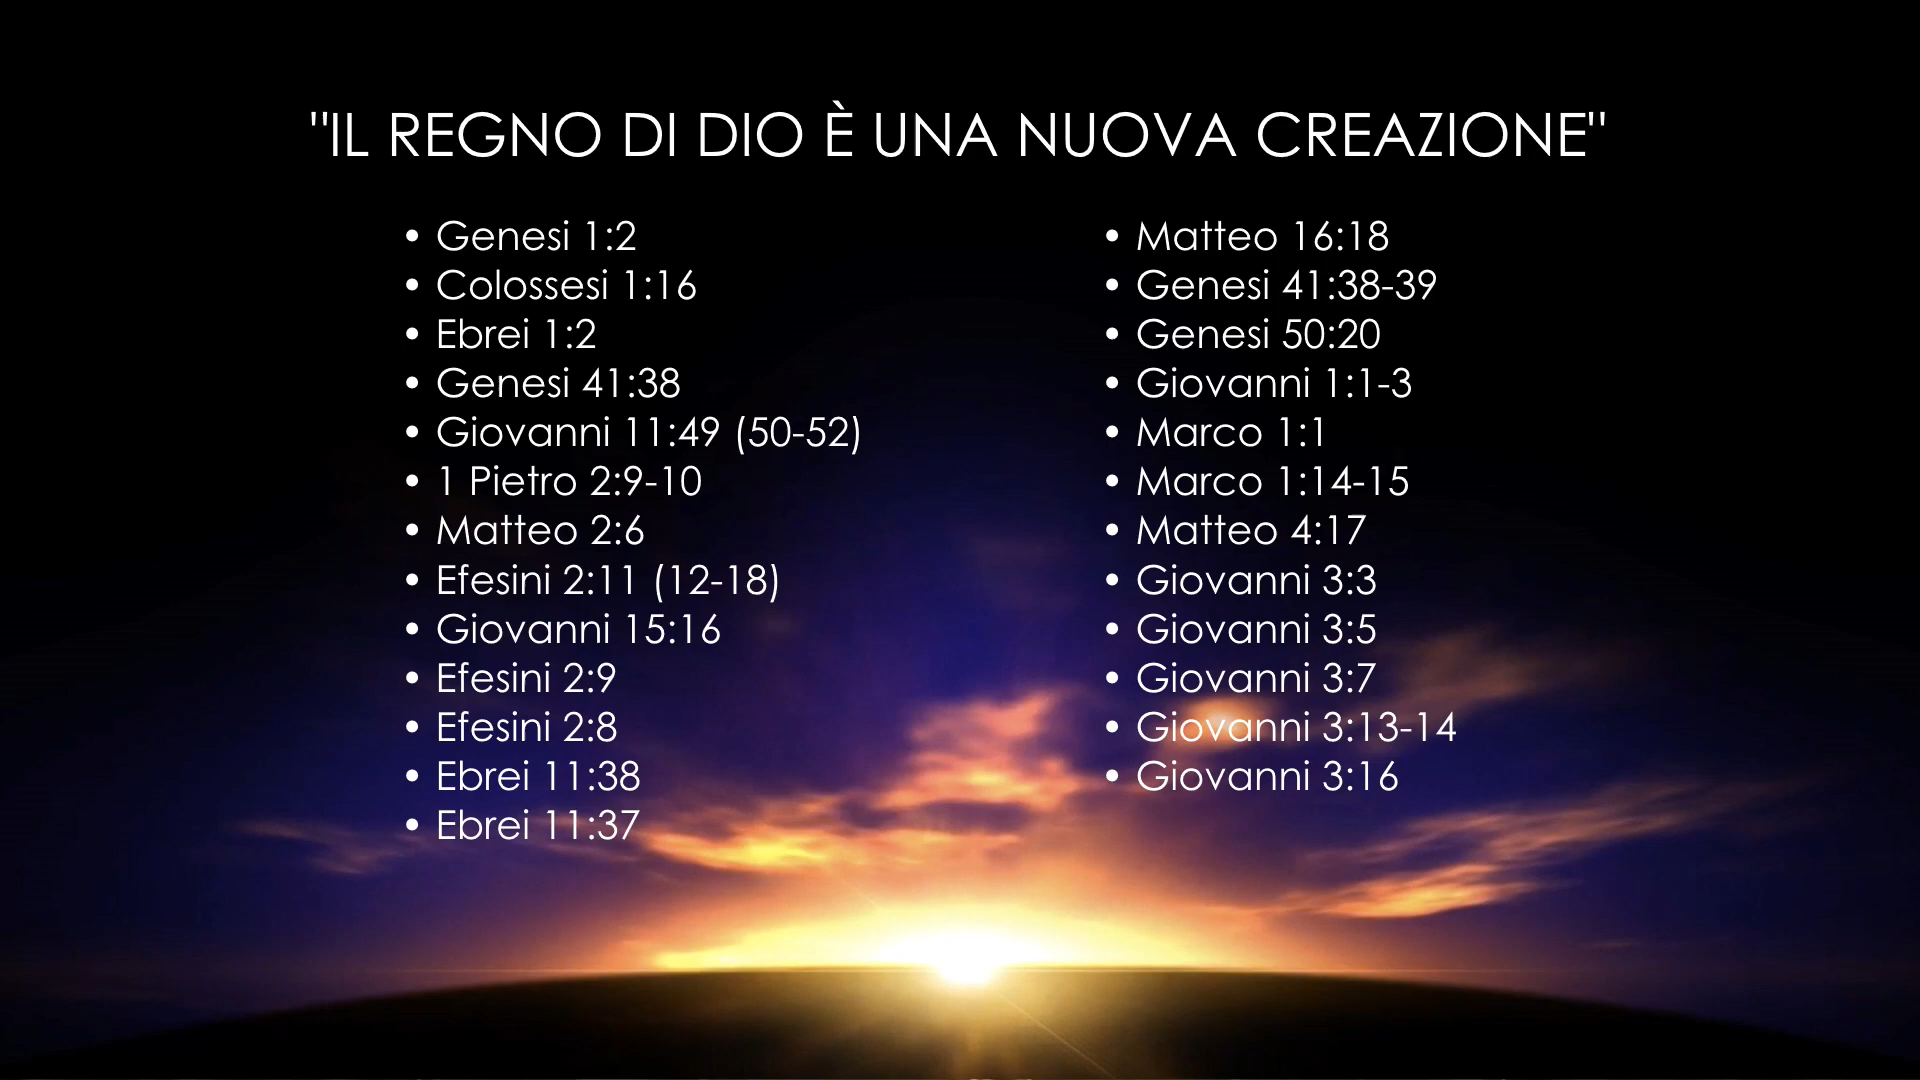 "IL REGNO DI DIO È UNA NUOVA CREAZIONE"
• Genesi 1:2
• Colossesi 1:16
• Ebrei 1:2
• Genesi 41:38
• Giovanni 11:49 (50-52)
• 1 Pietro 2:9-10
• Matteo 2:6
• Efesini 2:11 (12-18)
• Giovanni 15:16
• Efesini 2:9
• Efesini 2:8
• Ebrei 11:38
• Ebrei 11:37
• Matteo 16:18
• Genesi 41:38-39
• Genesi 50:20
• Giovanni 1:1-3
• Marco 1:1
• Marco 1:14-15
• Matteo 4:17
• Giovanni 3:3
• Giovanni 3:5
• Giovanni 3:7
• Giovanni 3:13-14
• Giovanni 3:16